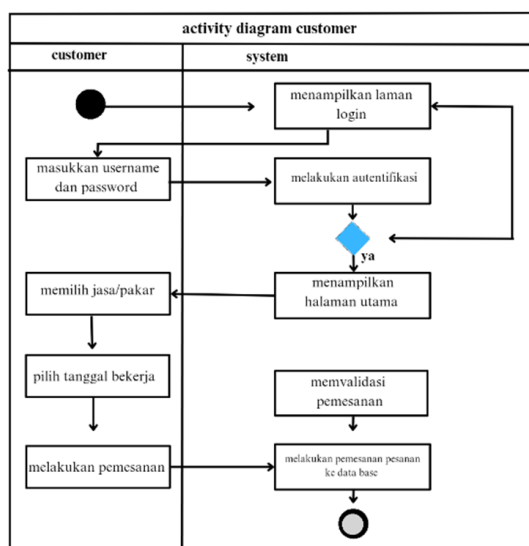 activity diagram customer
customer
system
menampilkan laman
login
masukkan username
dan password
melakukan autentifikasi
ya
menampilkan
halaman utama
memilih jasa/pakar
pilih tanggal bekerja
memvalidasi
pemesanan
melakukan pemesanan
melakukan pemesanan pesanan
ke data base